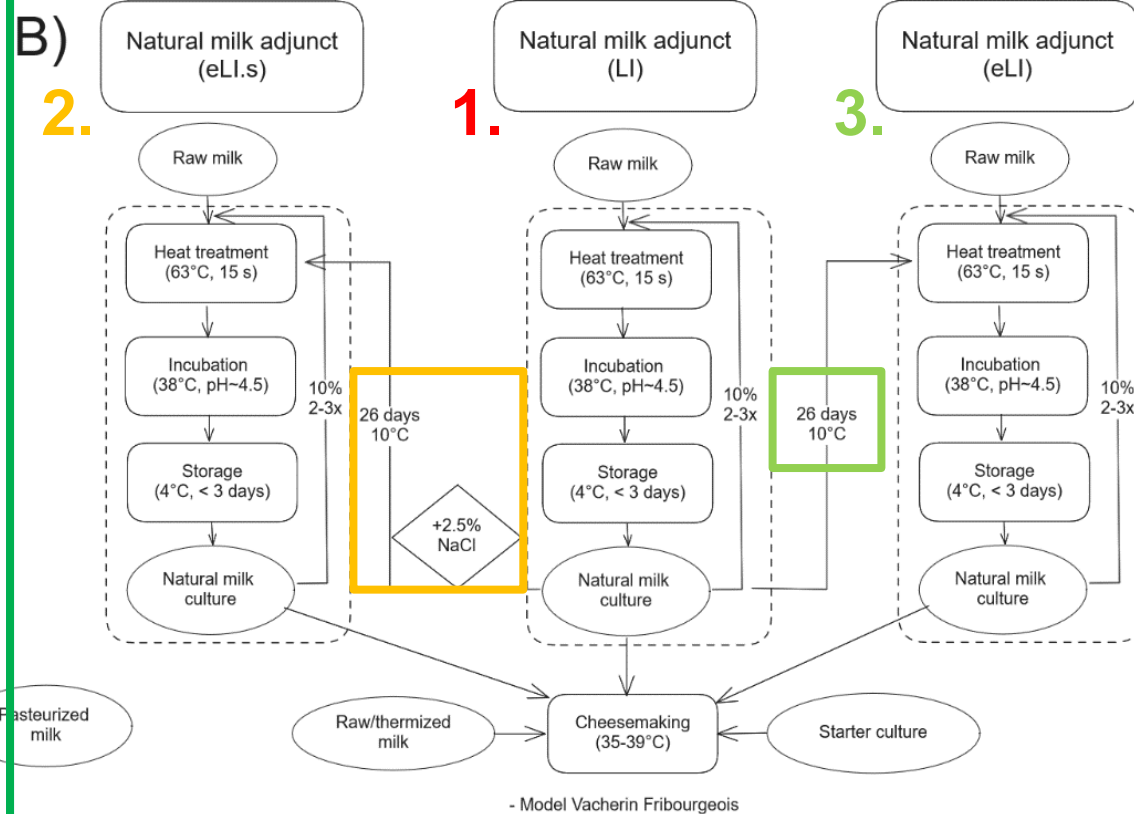 B)
Natural milk adjunct
(eLI.s)
2.
Raw milk
Heat treatment
(63°C, 15 s)
Incubation
(38°C, pH~4.5)
Storage
(4°C, < 3 days)
Natural milk
culture
10%
2-3x
26 days
10°C
+2.5%
NaCl
Natural milk adjunct
(LI)
1.
Raw milk
Heat treatment
(63°C, 15 s)
Incubation
(38°C, pH~4.5)
Storage
(4°C, < 3 days)
Natural milk
culture
10%
2-3x
26 days
10°C
Natural milk adjunct
(eLI)
3.
Raw milk
Heat treatment
(63°C, 15 s)
Incubation
(38°C, pH~4.5)
Storage
(4°C, < 3 days)
Natural milk
culture
10%
2-3x
Pasteurized
milk
Raw/thermized
milk
Cheesemaking
(35-39°C)
Starter culture
- Model Vacherin Fribourgeois